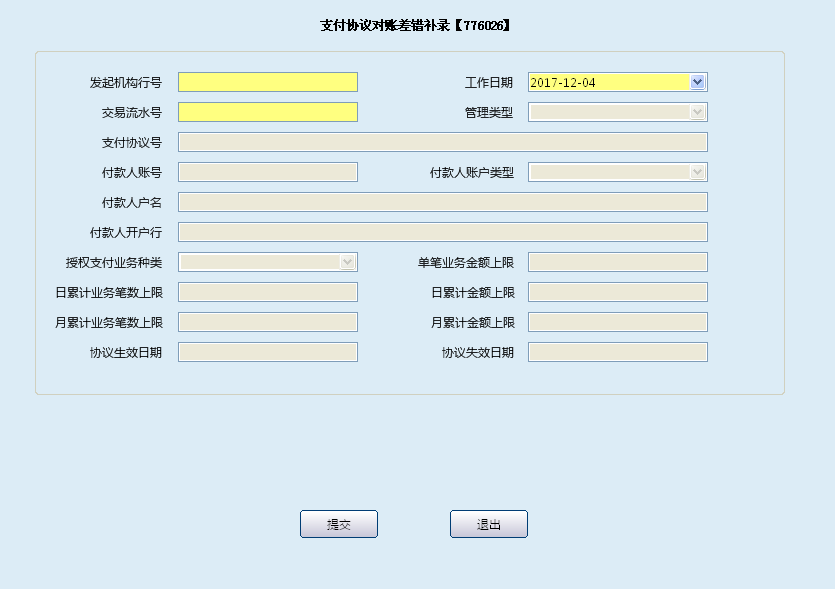 支付协议对账差错补录【776026】
发起机构行号 工作日期 2017-12-04
交易流水号 管理类型
支付协议号
付款人账号 付款人账户类型
付款人户名
付款人开户行
授权支付业务种类 单笔业务金额上限
日累计业务笔数上限 日累计金额上限
月累计业务笔数上限 月累计金额上限
协议生效日期 协议失效日期
提交 退出